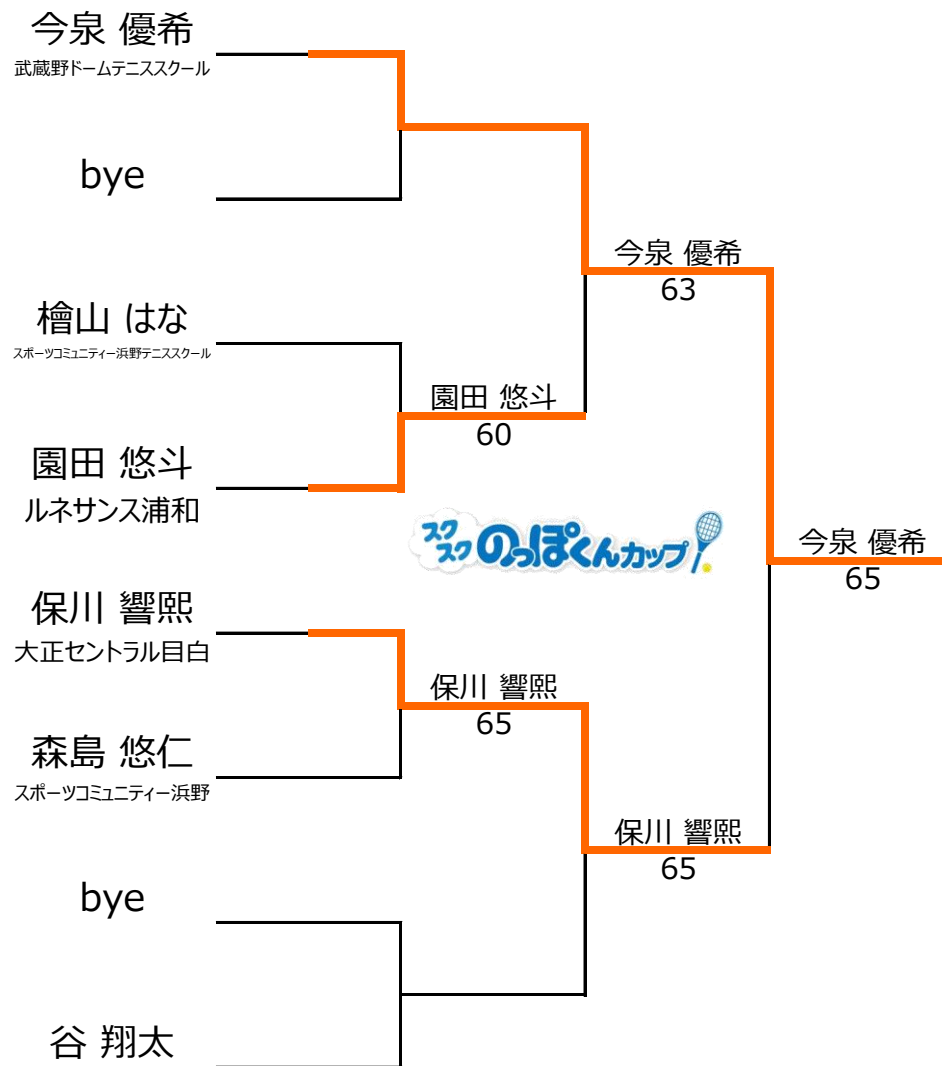 今泉 優希
武蔵野ドームテニススクール
bye
檜山 はな
スポーツコミュニティー浜野テニススクール
園田 悠斗
ルネサンス浦和
保川 響熙
大正セントラル目白
森島 悠仁
スポーツコミュニティー浜野
bye
谷 翔太
園田 悠斗
60
保川 響熙
65
今泉 優希
63
保川 響熙
65
今泉 優希
65
スクスクのっぽくんカップ